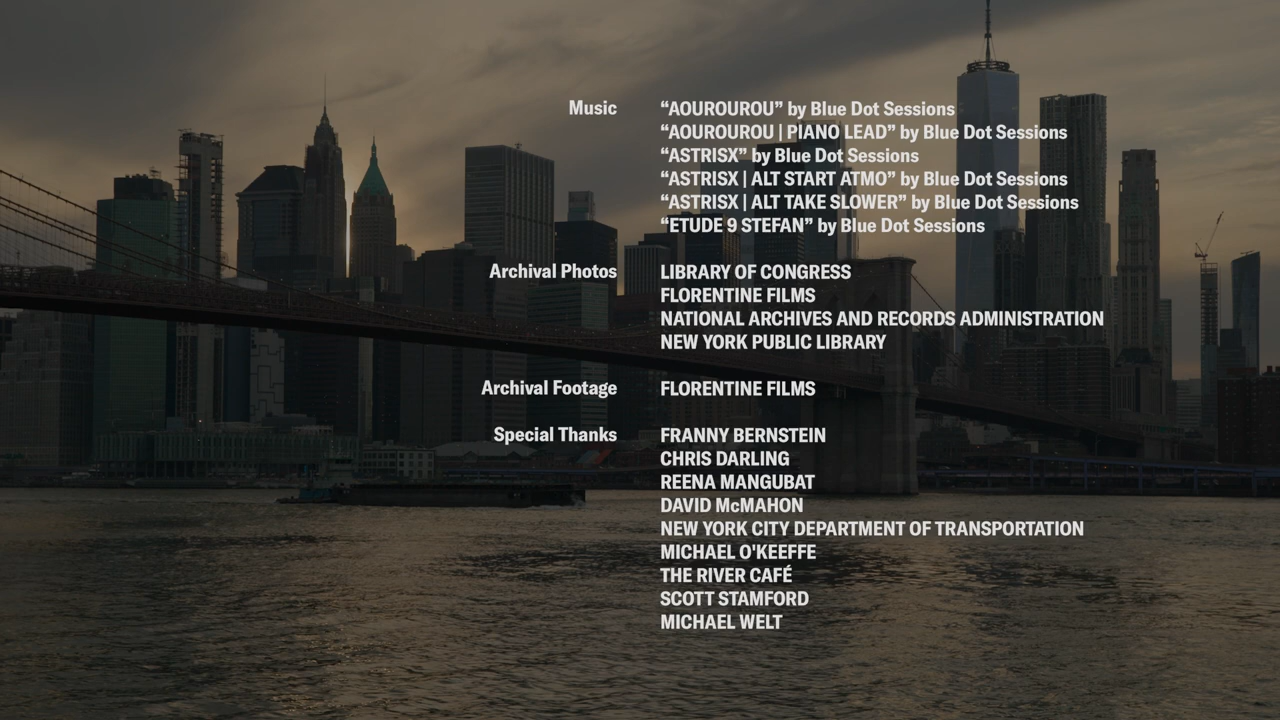 Music “AOUROUROU” by Blue Dot Sessions
“AOUROUROU | PIANO LEAD” by Blue Dot Sessions
“ASTRISX” by Blue Dot Sessions
“ASTRISX | ALT START ATMO” by Blue Dot Sessions
“ASTRISX | ALT TAKE SLOWER” by Blue Dot Sessions
“ETUDE 9 STEFAN” by Blue Dot Sessions
Archival Photos LIBRARY OF CONGRESS
FLORENTINE FILMS
NATIONAL ARCHIVES AND RECORDS ADMINISTRATION
NEW YORK PUBLIC LIBRARY
Archival Footage FLORENTINE FILMS
Special Thanks FRANNY BERNSTEIN
CHRIS DARLING
REENA MANGUBAT
DAVID McMAHON
NEW YORK CITY DEPARTMENT OF TRANSPORTATION
MICHAEL O'KEEFFE
THE RIVER CAFÉ
SCOTT STAMFORD
MICHAEL WELT